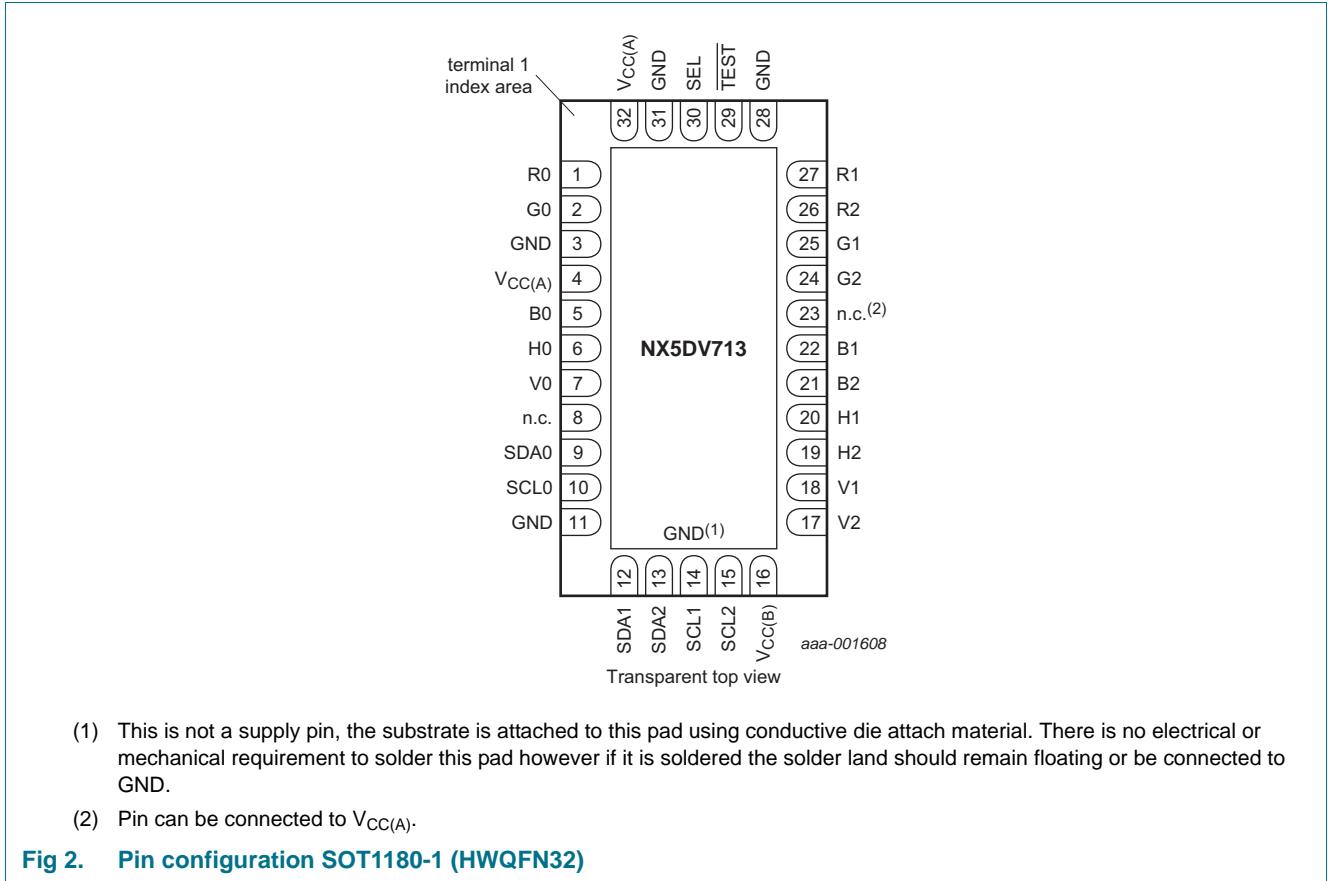 terminal 1
index area
VCC(A)
GND
SEL
TEST
GND
32
31
30
29
28
R0 1
G0 2
GND 3
VCC(A) 4
B0 5
H0 6
V0 7
n.c. 8
SDA0 9
SCL0 10
GND 11
NX5DV713
GND(1)
27 R1
26 R2
25 G1
24 G2
23 n.c.(2)
22 B1
21 B2
20 H1
19 H2
18 V1
17 V2
12
13
14
15
16
SDA1
SDA2
SCL1
SCL2
VCC(B)
aaa-001608
Transparent top view
(1) This is not a supply pin, the substrate is attached to this pad using conductive die attach material. There is no electrical or
mechanical requirement to solder this pad however if it is soldered the solder land should remain floating or be connected to
GND.
(2) Pin can be connected to VCC(A).
Fig 2. Pin configuration SOT1180-1 (HWQFN32)